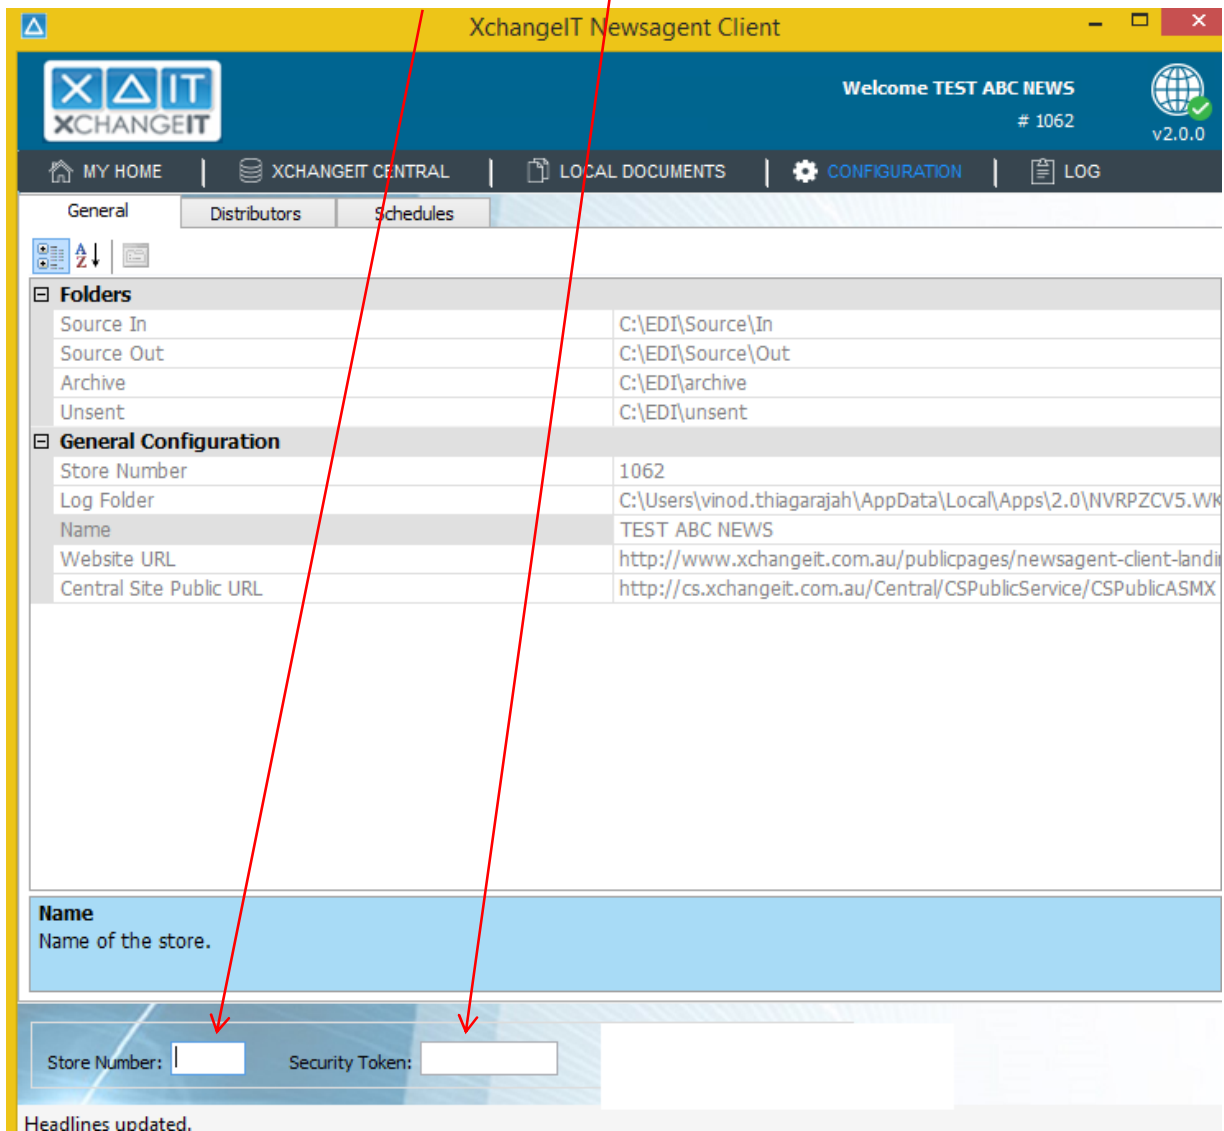 XchangeIT Newsagent Client
XCHANGEIT
Welcome TEST ABC NEWS
# 1062
v2.0.0
MY HOME | XCHANGEIT CENTRAL | LOCAL DOCUMENTS | CONFIGURATION | LOG
General Distributors Schedules
Folders
Source In C:\EDI\Source\In
Source Out C:\EDI\Source\Out
Archive C:\EDI\archive
Unsent C:\EDI\unsent
General Configuration
Store Number 1062
Log Folder C:\Users\vinod.thiagarajah\AppData\Local\Apps\2.0\NVRPZCV5.WK
Name TEST ABC NEWS
Website URL http://www.xchangeit.com.au/publicpages/newsagent-client-landin
Central Site Public URL http://cs.xchangeit.com.au/Central/CSPublicService/CSPublicASMX
Name
Name of the store.
Store Number: Security Token:
Headlines updated.